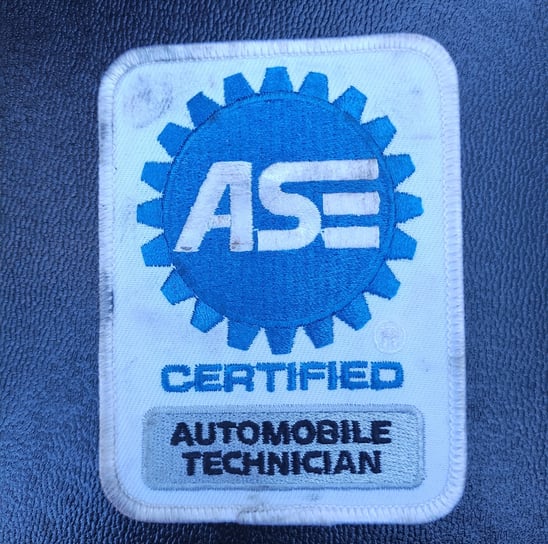 ASE
CERTIFIED
AUTOMOBILE
TECHNICIAN